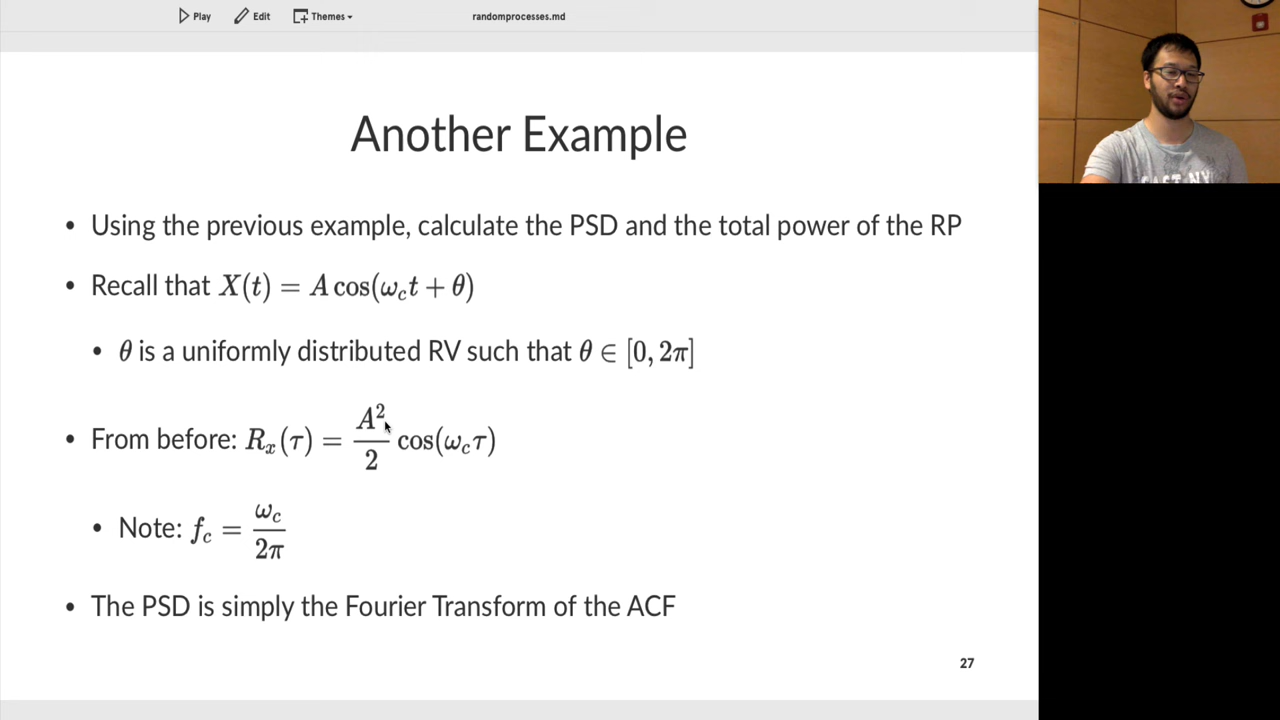 Play Edit Themes randomprocesses.md
Another Example
• Using the previous example, calculate the PSD and the total power of the RP
• Recall that X(t) = A cos(ω_c t + θ)
• θ is a uniformly distributed RV such that θ ∈ [0, 2π]
• From before: R_x(τ) = A²/2 cos(ω_c τ)
• Note: f_c = ω_c/2π
• The PSD is simply the Fourier Transform of the ACF
27